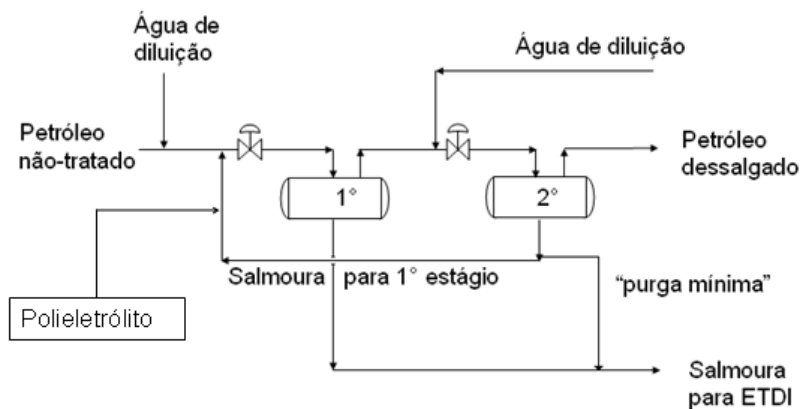 Água de
diluição
Água de diluição
Petróleo
não-tratado
Petróleo
dessalgado
1°
2°
Salmoura para 1° estágio
“purga mínima”
Polieletrólito
Salmoura
para ETDI